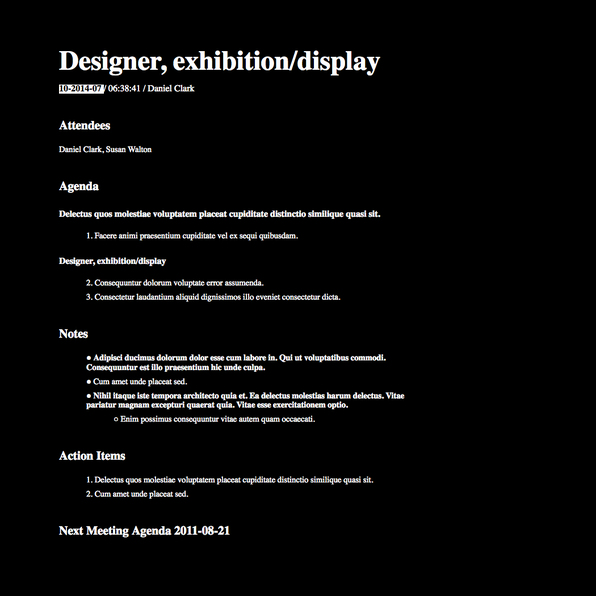 Designer, exhibition/display
10-2014-07 / 06:38:41 / Daniel Clark
Attendees
Daniel Clark, Susan Walton
Agenda
Delectus quos molestiae voluptatem placeat cupiditate distinctio similique quasi sit.
1. Facere animi praesentium cupiditate vel ex sequi quibusdam.
Designer, exhibition/display
2. Consequuntur dolorum voluptate error assumenda.
3. Consectetur laudantium aliquid dignissimos illo eveniet consectetur dicta.
Notes
● Adipisci ducimus dolorum dolor esse cum labore in. Qui ut voluptatibus commodi.
Consequuntur est illo praesentium hic unde culpa.
● Cum amet unde placeat sed.
● Nihil itaque iste tempora architecto quia et. Ea delectus molestias harum delectus. Vitae
pariatur magnam excepturi quaerat quia. Vitae esse exercitationem optio.
○ Enim possimus consequuntur vitae autem quam occaecati.
Action Items
1. Delectus quos molestiae voluptatem placeat cupiditate distinctio similique quasi sit.
2. Cum amet unde placeat sed.
Next Meeting Agenda 2011-08-21